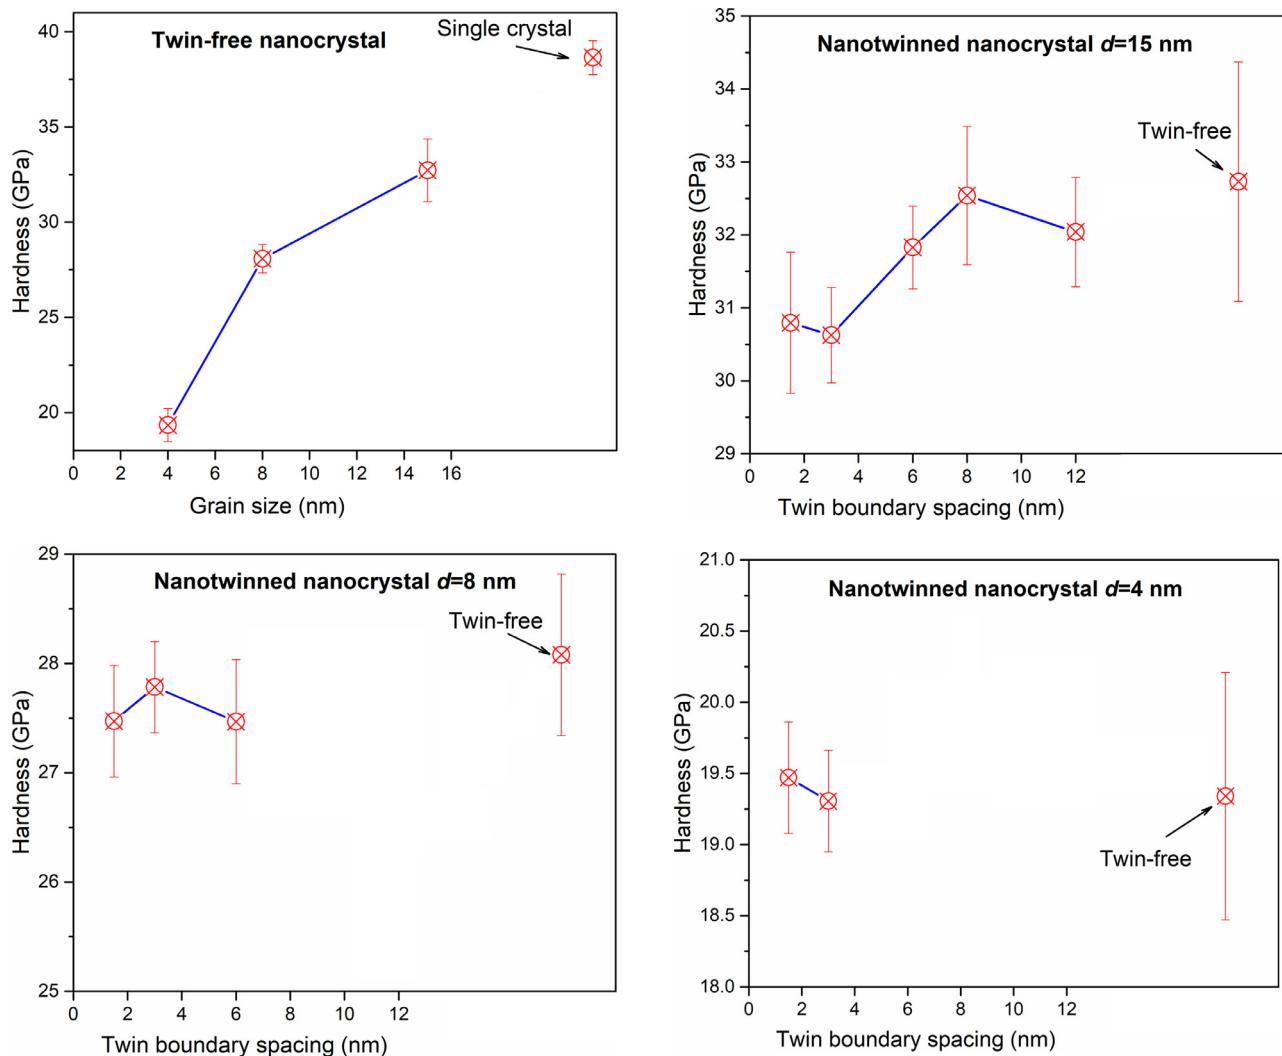 Twin-free nanocrystal
Single crystal
40
35
30
25
20
0 2 4 6 8 10 12 14 16
Hardness (GPa)
Grain size (nm)
Nanotwinned nanocrystal d=15 nm
Twin-free
35
34
33
32
31
30
29
0 2 4 6 8 10 12
Hardness (GPa)
Twin boundary spacing (nm)
Nanotwinned nanocrystal d=8 nm
Twin-free
29
28
27
26
25
0 2 4 6 8 10 12
Hardness (GPa)
Twin boundary spacing (nm)
Nanotwinned nanocrystal d=4 nm
Twin-free
21.0
20.5
20.0
19.5
19.0
18.5
18.0
0 2 4 6 8 10 12
Hardness (GPa)
Twin boundary spacing (nm)